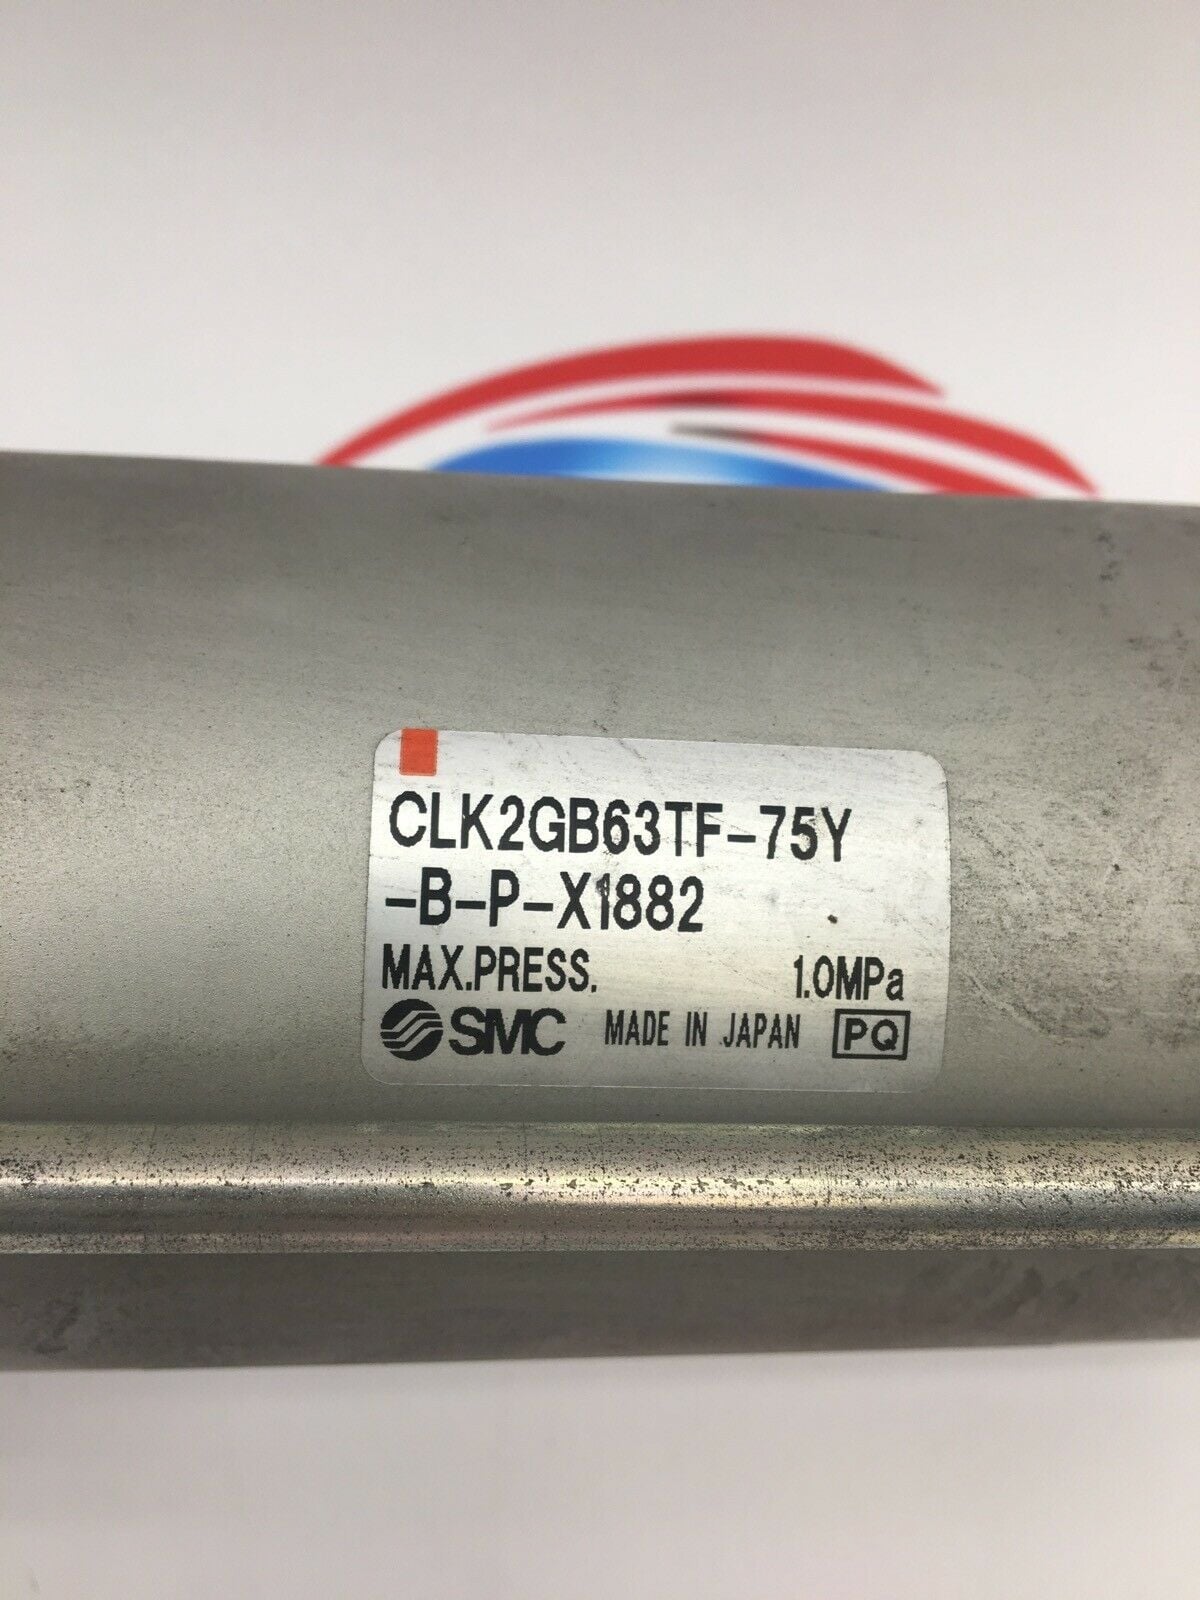 CLK2GB63TF-75Y
-B-P-X1882
MAX.PRESS. 1.0MPa
SMC MADE IN JAPAN PQ